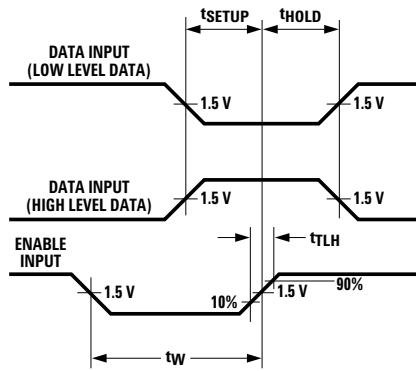 tSETUP
tHOLD
DATA INPUT
(LOW LEVEL DATA)
1.5 V
1.5 V
DATA INPUT
(HIGH LEVEL DATA)
1.5 V
1.5 V
tTLH
ENABLE
INPUT
1.5 V
10%
1.5 V
90%
tW